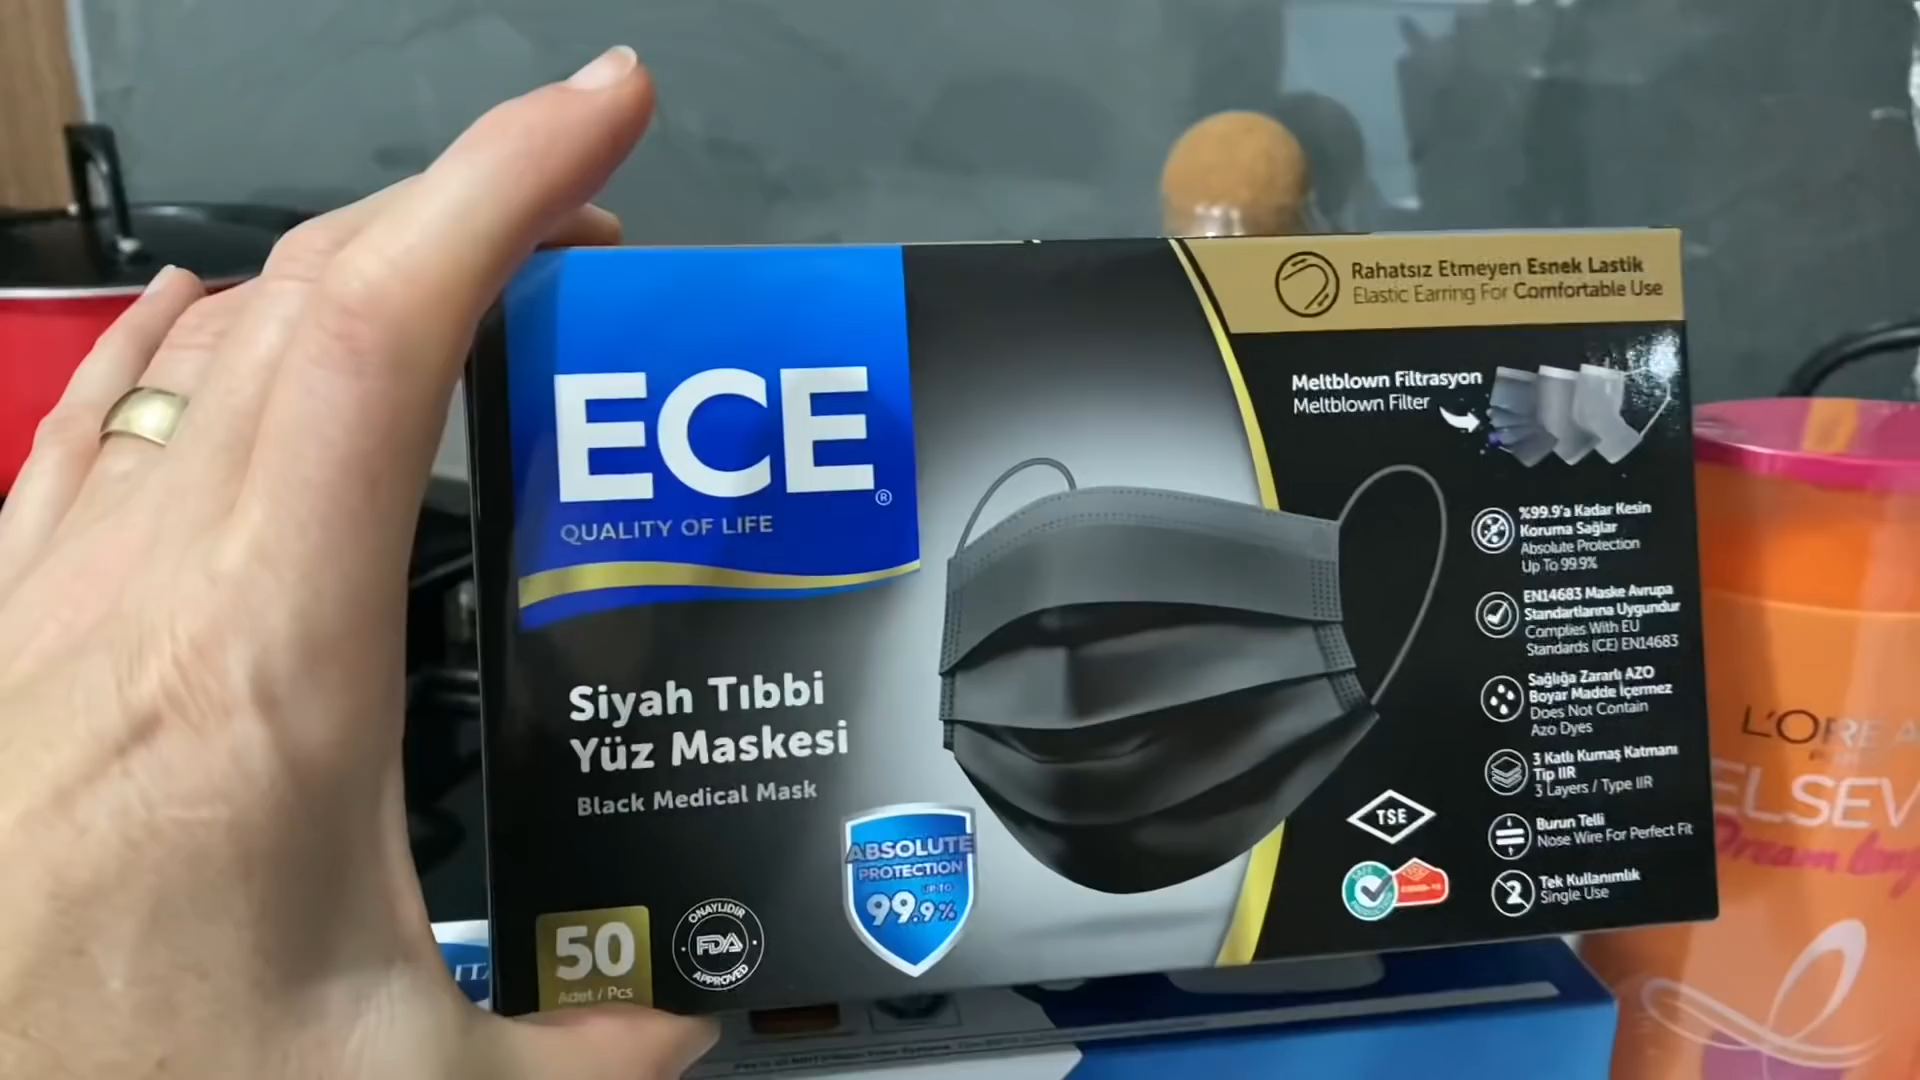 Rahatsız Etmeyen Esnek Lastik
Elastic Earring For Comfortable Use
ECE
®
QUALITY OF LIFE
Meltblown Filtrasyon
Meltblown Filter
%99.9'a Kadar Kesin
Koruma Sağlar
Absolute Protection
Up To 99.9%
EN14683 Maske Avrupa
Standartlarına Uygundur
Complies With EU
Standards (CE) EN14683
Sağlığa Zararlı AZO
Boyar Madde İçermez
Does Not Contain
Azo Dyes
3 Katlı Kumaş Katmanı
Tip IIR
3 Layers / Type IIR
Burun Telli
Nose Wire For Perfect Fit
Tek Kullanımlık
Single Use
Siyah Tıbbi
Yüz Maskesi
Black Medical Mask
ABSOLUTE
PROTECTION
UP TO
99.9%
TSE
50
Adet / Pcs
ONAYLIDIR
FDA
APPROVED
L'OREA
ELSEV
Dream long